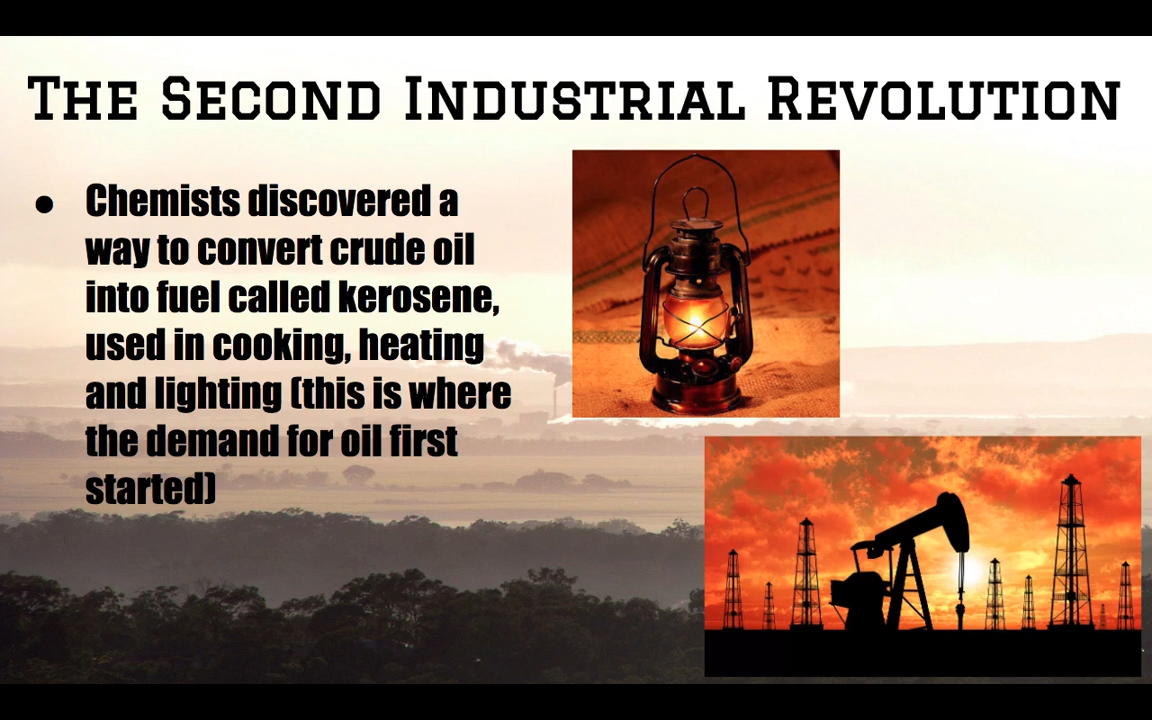 The Second Industrial Revolution
● Chemists discovered a
way to convert crude oil
into fuel called kerosene,
used in cooking, heating
and lighting (this is where
the demand for oil first
started)